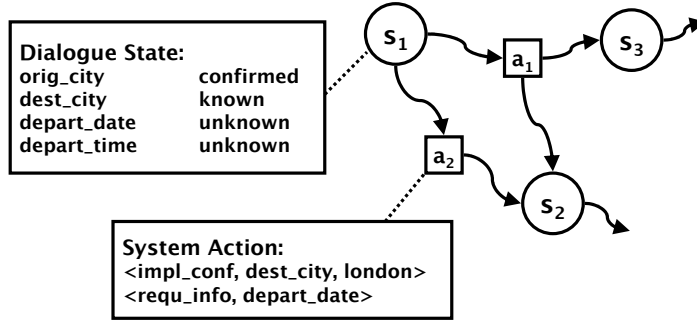 Dialogue State:
orig_city confirmed
dest_city known
depart_date unknown
depart_time unknown
s1
a1
s3
a2
s2
System Action:
<impl_conf, dest_city, london>
<requ_info, depart_date>